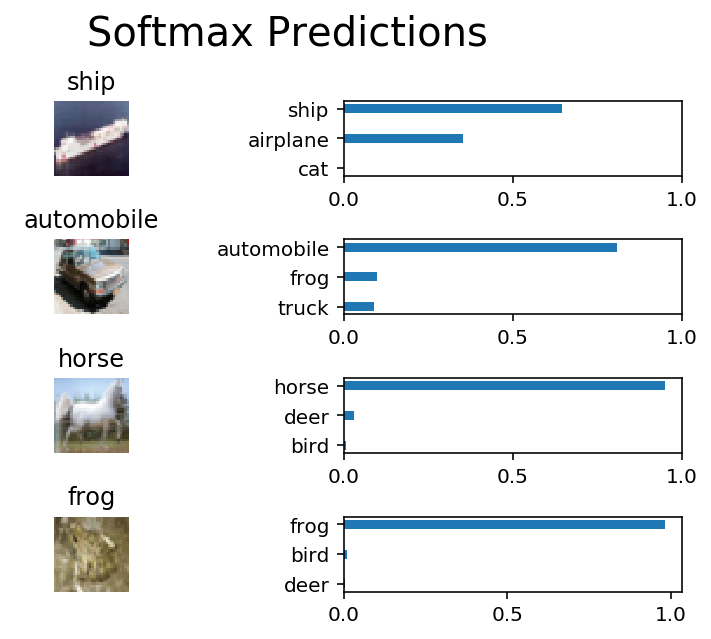 Softmax Predictions
ship
ship
airplane
cat
0.0 0.5 1.0
automobile
automobile
frog
truck
0.0 0.5 1.0
horse
horse
deer
bird
0.0 0.5 1.0
frog
frog
bird
deer
0.0 0.5 1.0